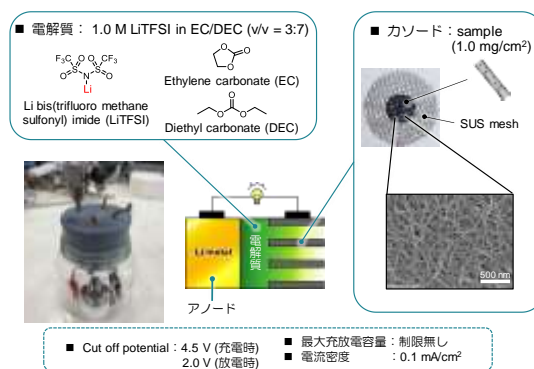 ■ 電解質： 1.0 M LiTFSI in EC/DEC (v/v = 3:7)
F₃C
CF₃
O
O
O
O
S
S
N
Li
Li bis(trifluoro methane
sulfonyl) imide (LiTFSI)
O
O
O
Ethylene carbonate (EC)
O
O
O
Diethyl carbonate (DEC)
■ カソード：sample
(1.0 mg/cm²)
SUS mesh
500 nm
電解質
アノード
■ Cut off potential：4.5 V (充電時)
2.0 V (放電時)
■ 最大充放電容量：制限無し
■ 電流密度 ：0.1 mA/cm²